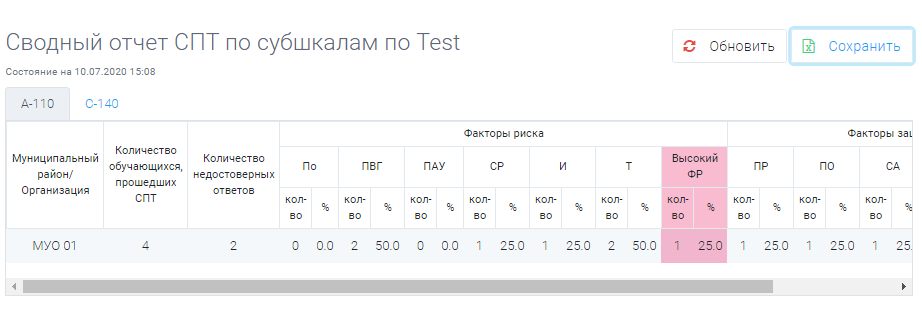 Сводный отчет СПТ по субшкалам по Test
Обновить
Сохранить
Состояние на 10.07.2020 15:08
А-110 С-140
Муниципальный район/ Организация
Количество обучающихся, прошедших СПТ
Количество недостоверных ответов
Факторы риска
Факторы за
По ПВГ ПАУ СР И Т Высокий ФР ПР ПО СА
кол-во % кол-во % кол-во % кол-во % кол-во % кол-во % кол-во % кол-во % кол-во % кол-во %
МУО 01 4 2 0 0.0 2 50.0 0 0.0 1 25.0 1 25.0 2 50.0 1 25.0 1 25.0 1 25.0 1 25